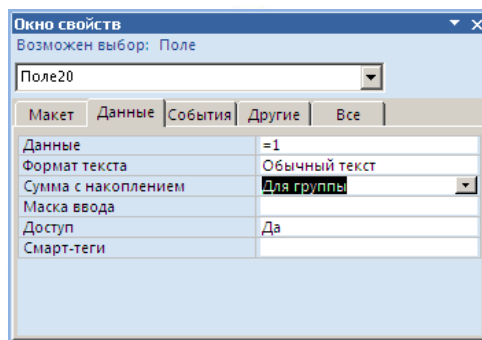 Окно свойств
Возможен выбор: Поле
Поле20
Макет Данные События Другие Все
Данные =1
Формат текста Обычный текст
Сумма с накоплением Для группы
Маска ввода
Доступ Да
Смарт-теги